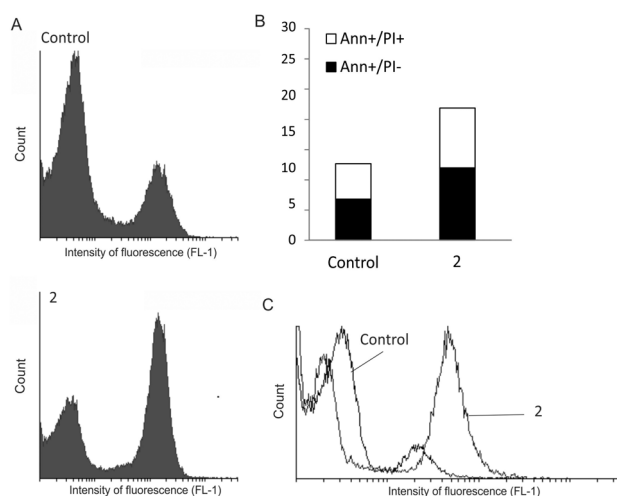 A
Control
Count
Intensity of fluorescence (FL-1)
2
Count
Intensity of fluorescence (FL-1)
B
Ann+/PI+
Ann+/PI-
30
25
20
15
10
5
0
Control
2
C
Control
2
Count
Intensity of fluorescence (FL-1)